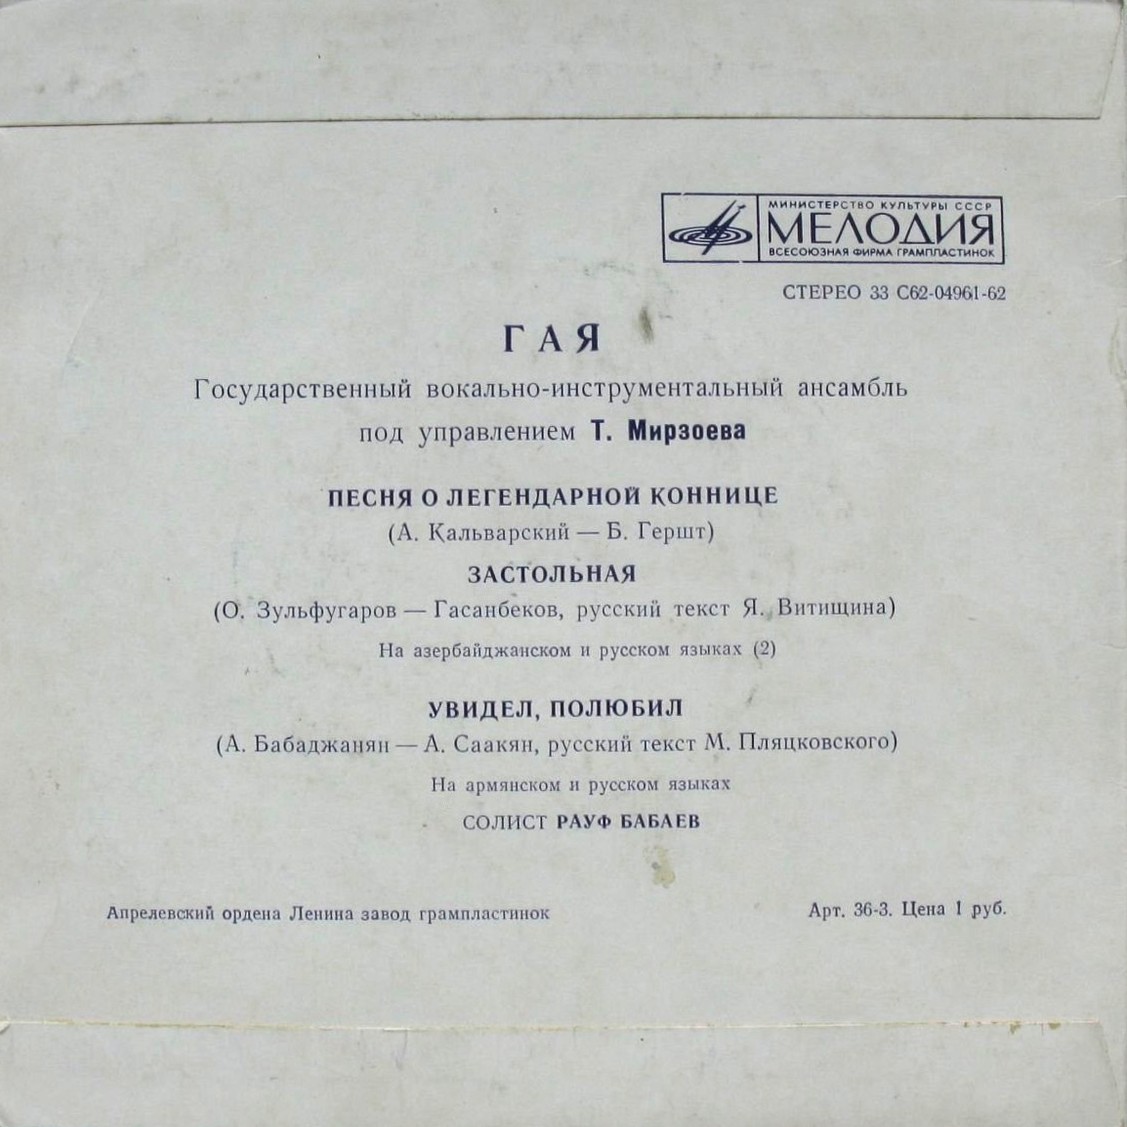 МИНИСТЕРСТВО КУЛЬТУРЫ СССР
МЕЛОДИЯ
ВСЕСОЮЗНАЯ ФИРМА ГРАМПЛАСТИНОК
СТЕРЕО 33 С62-04961-62
ГАЯ
Государственный вокально-инструментальный ансамбль
под управлением Т. Мирзоева
ПЕСНЯ О ЛЕГЕНДАРНОЙ КОННИЦЕ
(А. Кальварский — Б. Гершт)
ЗАСТОЛЬНАЯ
(О. Зульфугаров — Гасанбеков, русский текст Я. Витищина)
На азербайджанском и русском языках (2)
УВИДЕЛ, ПОЛЮБИЛ
(А. Бабаджанян — А. Саакян, русский текст М. Пляцковского)
На армянском и русском языках
СОЛИСТ РАУФ БАБАЕВ
Апрелевский ордена Ленина завод грампластинок
Арт. 36-3. Цена 1 руб.